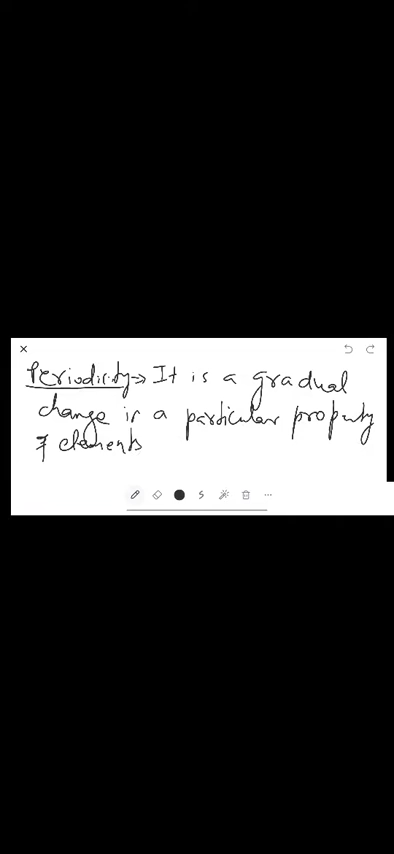 Periodicity → It is a gradual
change in a particular property
of elements